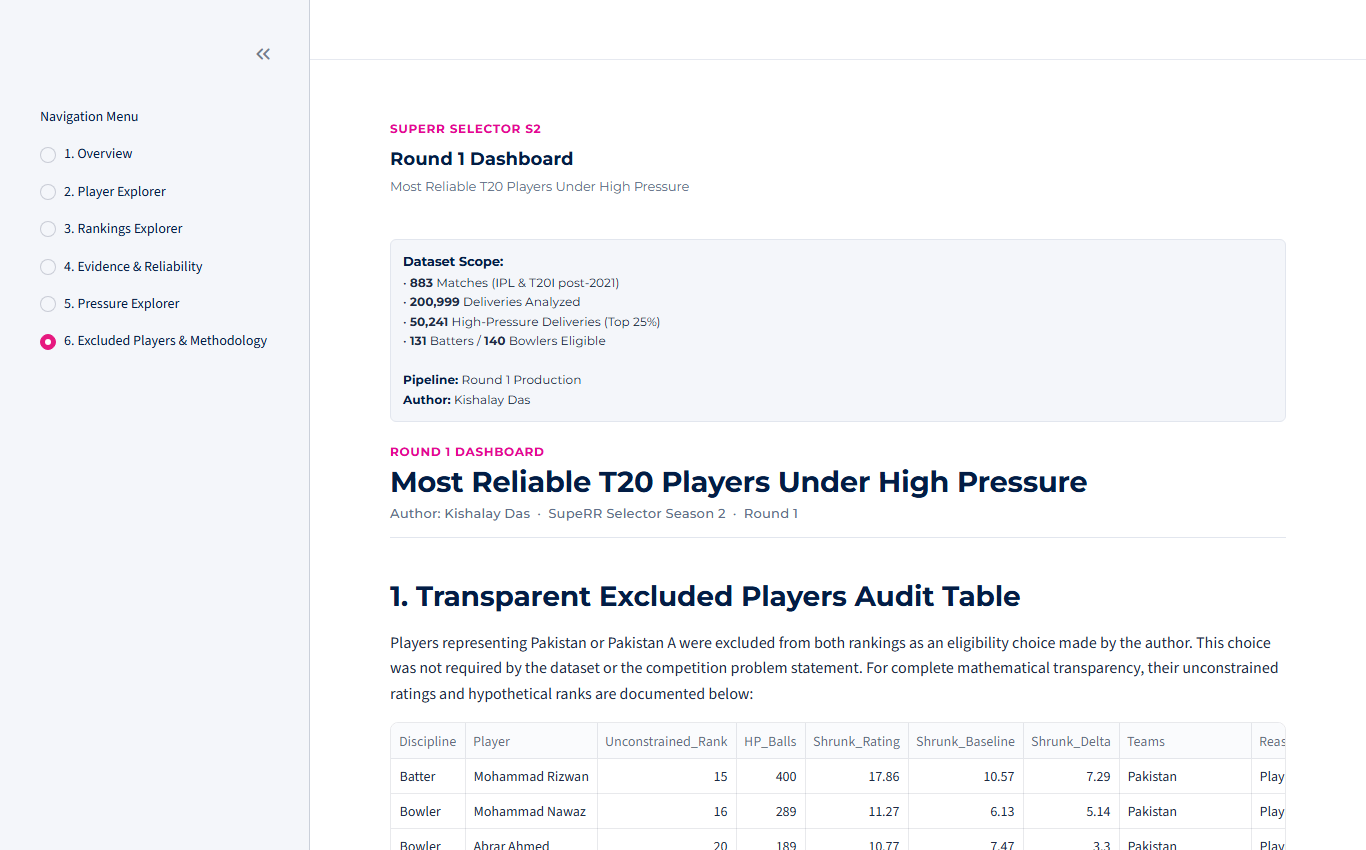 Navigation Menu
1. Overview
2. Player Explorer
3. Rankings Explorer
4. Evidence & Reliability
5. Pressure Explorer
6. Excluded Players & Methodology
SUPERR SELECTOR S2
Round 1 Dashboard
Most Reliable T20 Players Under High Pressure
Dataset Scope:
· 883 Matches (IPL & T20I post-2021)
· 200,999 Deliveries Analyzed
· 50,241 High-Pressure Deliveries (Top 25%)
· 131 Batters / 140 Bowlers Eligible
Pipeline: Round 1 Production
Author: Kishalay Das
ROUND 1 DASHBOARD
Most Reliable T20 Players Under High Pressure
Author: Kishalay Das · SupeRR Selector Season 2 · Round 1
1. Transparent Excluded Players Audit Table
Players representing Pakistan or Pakistan A were excluded from both rankings as an eligibility choice made by the author. This choice
was not required by the dataset or the competition problem statement. For complete mathematical transparency, their unconstrained
ratings and hypothetical ranks are documented below:
Discipline Player Unconstrained_Rank HP_Balls Shrunk_Rating Shrunk_Baseline Shrunk_Delta Teams Reas
Batter Mohammad Rizwan 15 400 17.86 10.57 7.29 Pakistan Play
Bowler Mohammad Nawaz 16 289 11.27 6.13 5.14 Pakistan Play
Bowler Abrar Ahmed 20 189 10.77 7.47 3.3 Pakistan Play